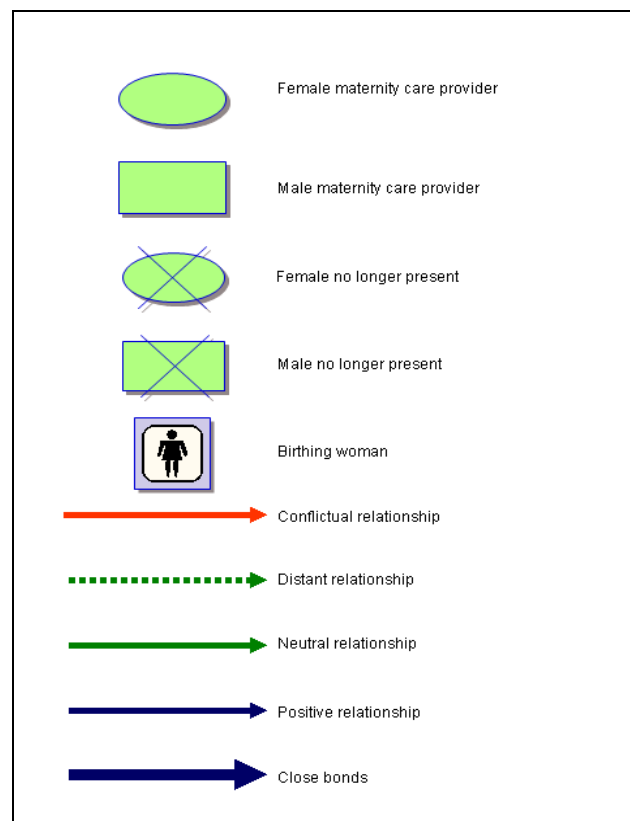 Female maternity care provider
Male maternity care provider
Female no longer present
Male no longer present
Birthing woman
Conflictual relationship
Distant relationship
Neutral relationship
Positive relationship
Close bonds